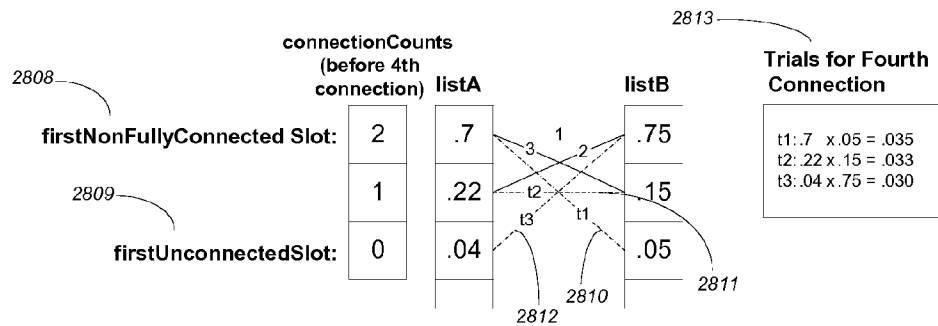 2813
connectionCounts
(before 4th
connection)
listA
listB
Trials for Fourth
Connection
2808
firstNonFullyConnected Slot:
2
.7
1
3
2
.75
t1:.7 x .05 = .035
t2:.22 x .15 = .033
t3:.04 x .75 = .030
2809
1
.22
t2
.15
t3
t1
firstUnconnectedSlot:
0
.04
.05
2811
2812
2810